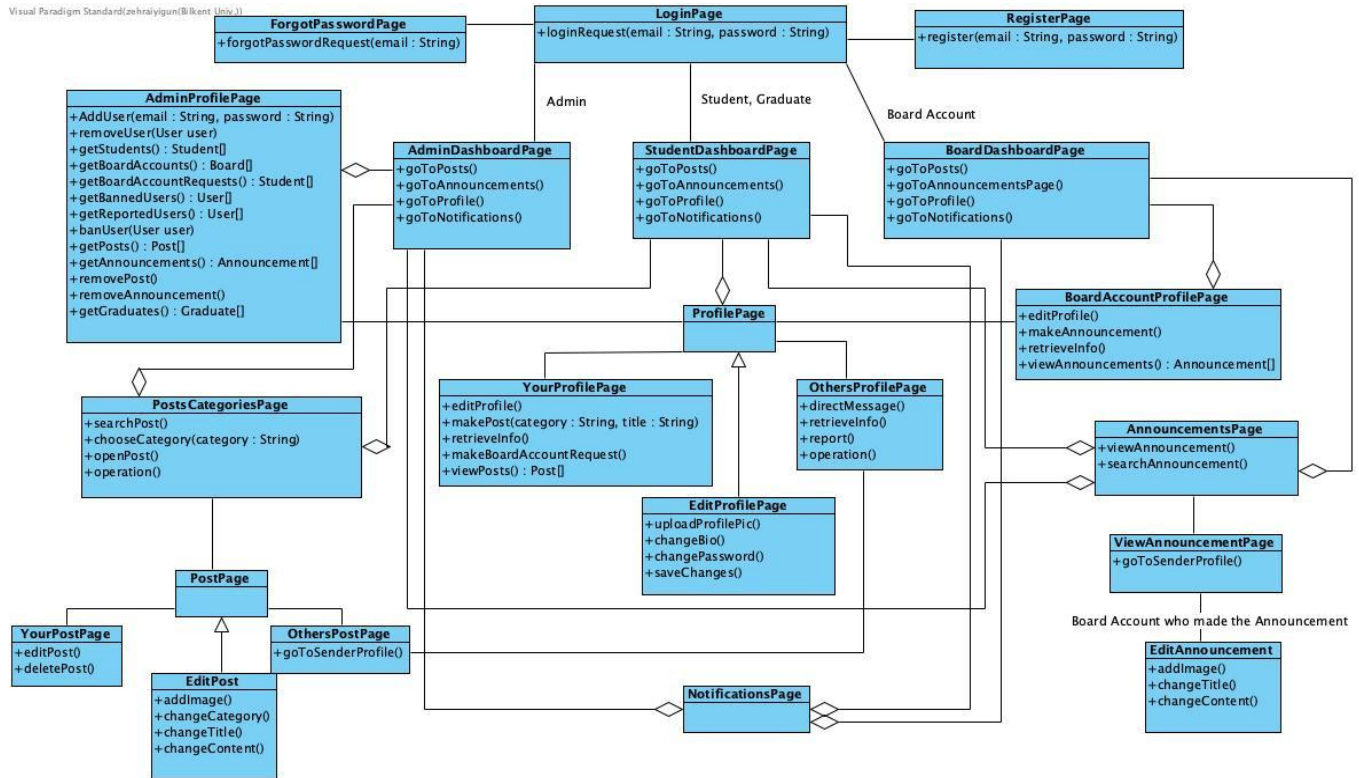 Visual Paradigm Standard(zehraiyigun(Bilkent Univ.))
ForgotPasswordPage
+forgotPasswordRequest(email : String)
LoginPage
+loginRequest(email : String, password : String)
RegisterPage
+register(email : String, password : String)
Admin
Student, Graduate
Board Account
AdminProfilePage
+AddUser(email : String, password : String)
+removeUser(User user)
+getStudents() : Student[]
+getBoardAccounts() : Board[]
+getBoardAccountRequests() : Student[]
+getBannedUsers() : User[]
+getReportedUsers() : User[]
+banUser(User user)
+getPosts() : Post[]
+getAnnouncements() : Announcement[]
+removePost()
+removeAnnouncement()
+getGraduates() : Graduate[]
AdminDashboardPage
+goToPosts()
+goToAnnouncements()
+goToProfile()
+goToNotifications()
StudentDashboardPage
+goToPosts()
+goToAnnouncements()
+goToProfile()
+goToNotifications()
BoardDashboardPage
+goToPosts()
+goToAnnouncementsPage()
+goToProfile()
+goToNotifications()
ProfilePage
BoardAccountProfilePage
+editProfile()
+makeAnnouncement()
+retrieveInfo()
+viewAnnouncements() : Announcement[]
PostsCategoriesPage
+searchPost()
+chooseCategory(category : String)
+openPost()
+operation()
YourProfilePage
+editProfile()
+makePost(category : String, title : String)
+retrieveInfo()
+makeBoardAccountRequest()
+viewPosts() : Post[]
OthersProfilePage
+directMessage()
+retrieveInfo()
+report()
+operation()
AnnouncementsPage
+viewAnnouncement()
+searchAnnouncement()
EditProfilePage
+uploadProfilePic()
+changeBio()
+changePassword()
+saveChanges()
ViewAnnouncementPage
+goToSenderProfile()
PostPage
Board Account who made the Announcement
YourPostPage
+editPost()
+deletePost()
OthersPostPage
+goToSenderProfile()
EditPost
+addImage()
+changeCategory()
+changeTitle()
+changeContent()
NotificationsPage
EditAnnouncement
+addImage()
+changeTitle()
+changeContent()